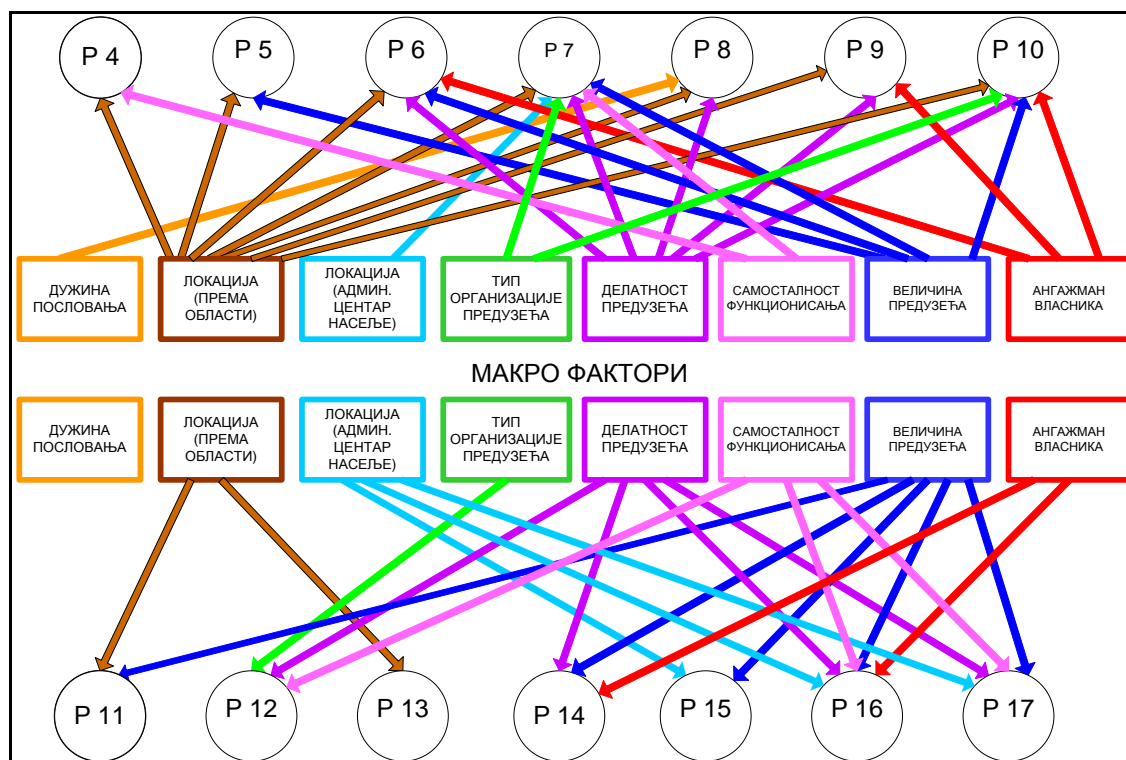 P 4
P 5
P 6
P 7
P 8
P 9
P 10
ДУЖИНА
ПОСЛОВАЊА
ЛОКАЦИЈА
(ПРЕМА
ОБЛАСТИ)
ЛОКАЦИЈА
(АДМИН.
ЦЕНТАР
НАСЕЉЕ)
ТИП
ОРГАНИЗАЦИЈЕ
ПРЕДУЗЕЋА
ДЕЛАТНОСТ
ПРЕДУЗЕЋА
САМОСТАЛНОСТ
ФУНКЦИОНИСАЊА
ВЕЛИЧИНА
ПРЕДУЗЕЋА
АНГАЖМАН
ВЛАСНИКА
МАКРО ФАКТОРИ
ДУЖИНА
ПОСЛОВАЊА
ЛОКАЦИЈА
(ПРЕМА
ОБЛАСТИ)
ЛОКАЦИЈА
(АДМИН.
ЦЕНТАР
НАСЕЉЕ)
ТИП
ОРГАНИЗАЦИЈЕ
ПРЕДУЗЕЋА
ДЕЛАТНОСТ
ПРЕДУЗЕЋА
САМОСТАЛНОСТ
ФУНКЦИОНИСАЊА
ВЕЛИЧИНА
ПРЕДУЗЕЋА
АНГАЖМАН
ВЛАСНИКА
P 11
P 12
P 13
P 14
P 15
P 16
P 17